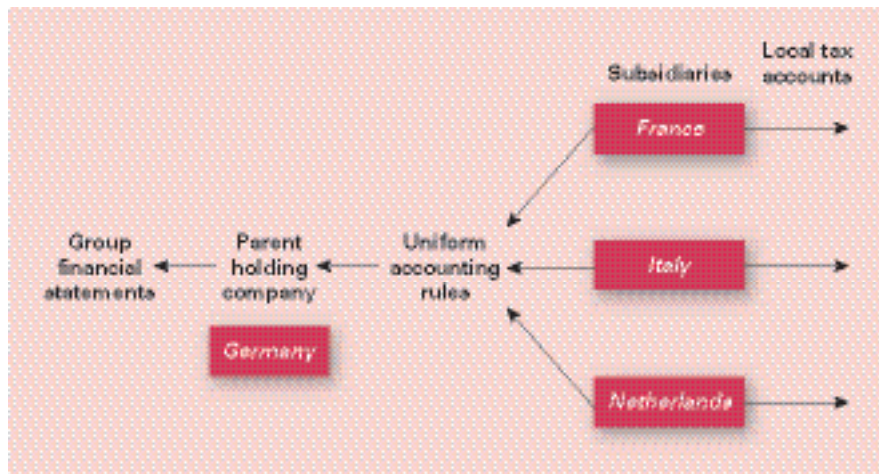 Local tax
accounts
Subsidiaries
France
Group
financial
statements
Parent
holding
company
Uniform
accounting
rules
Italy
Germany
Netherlands